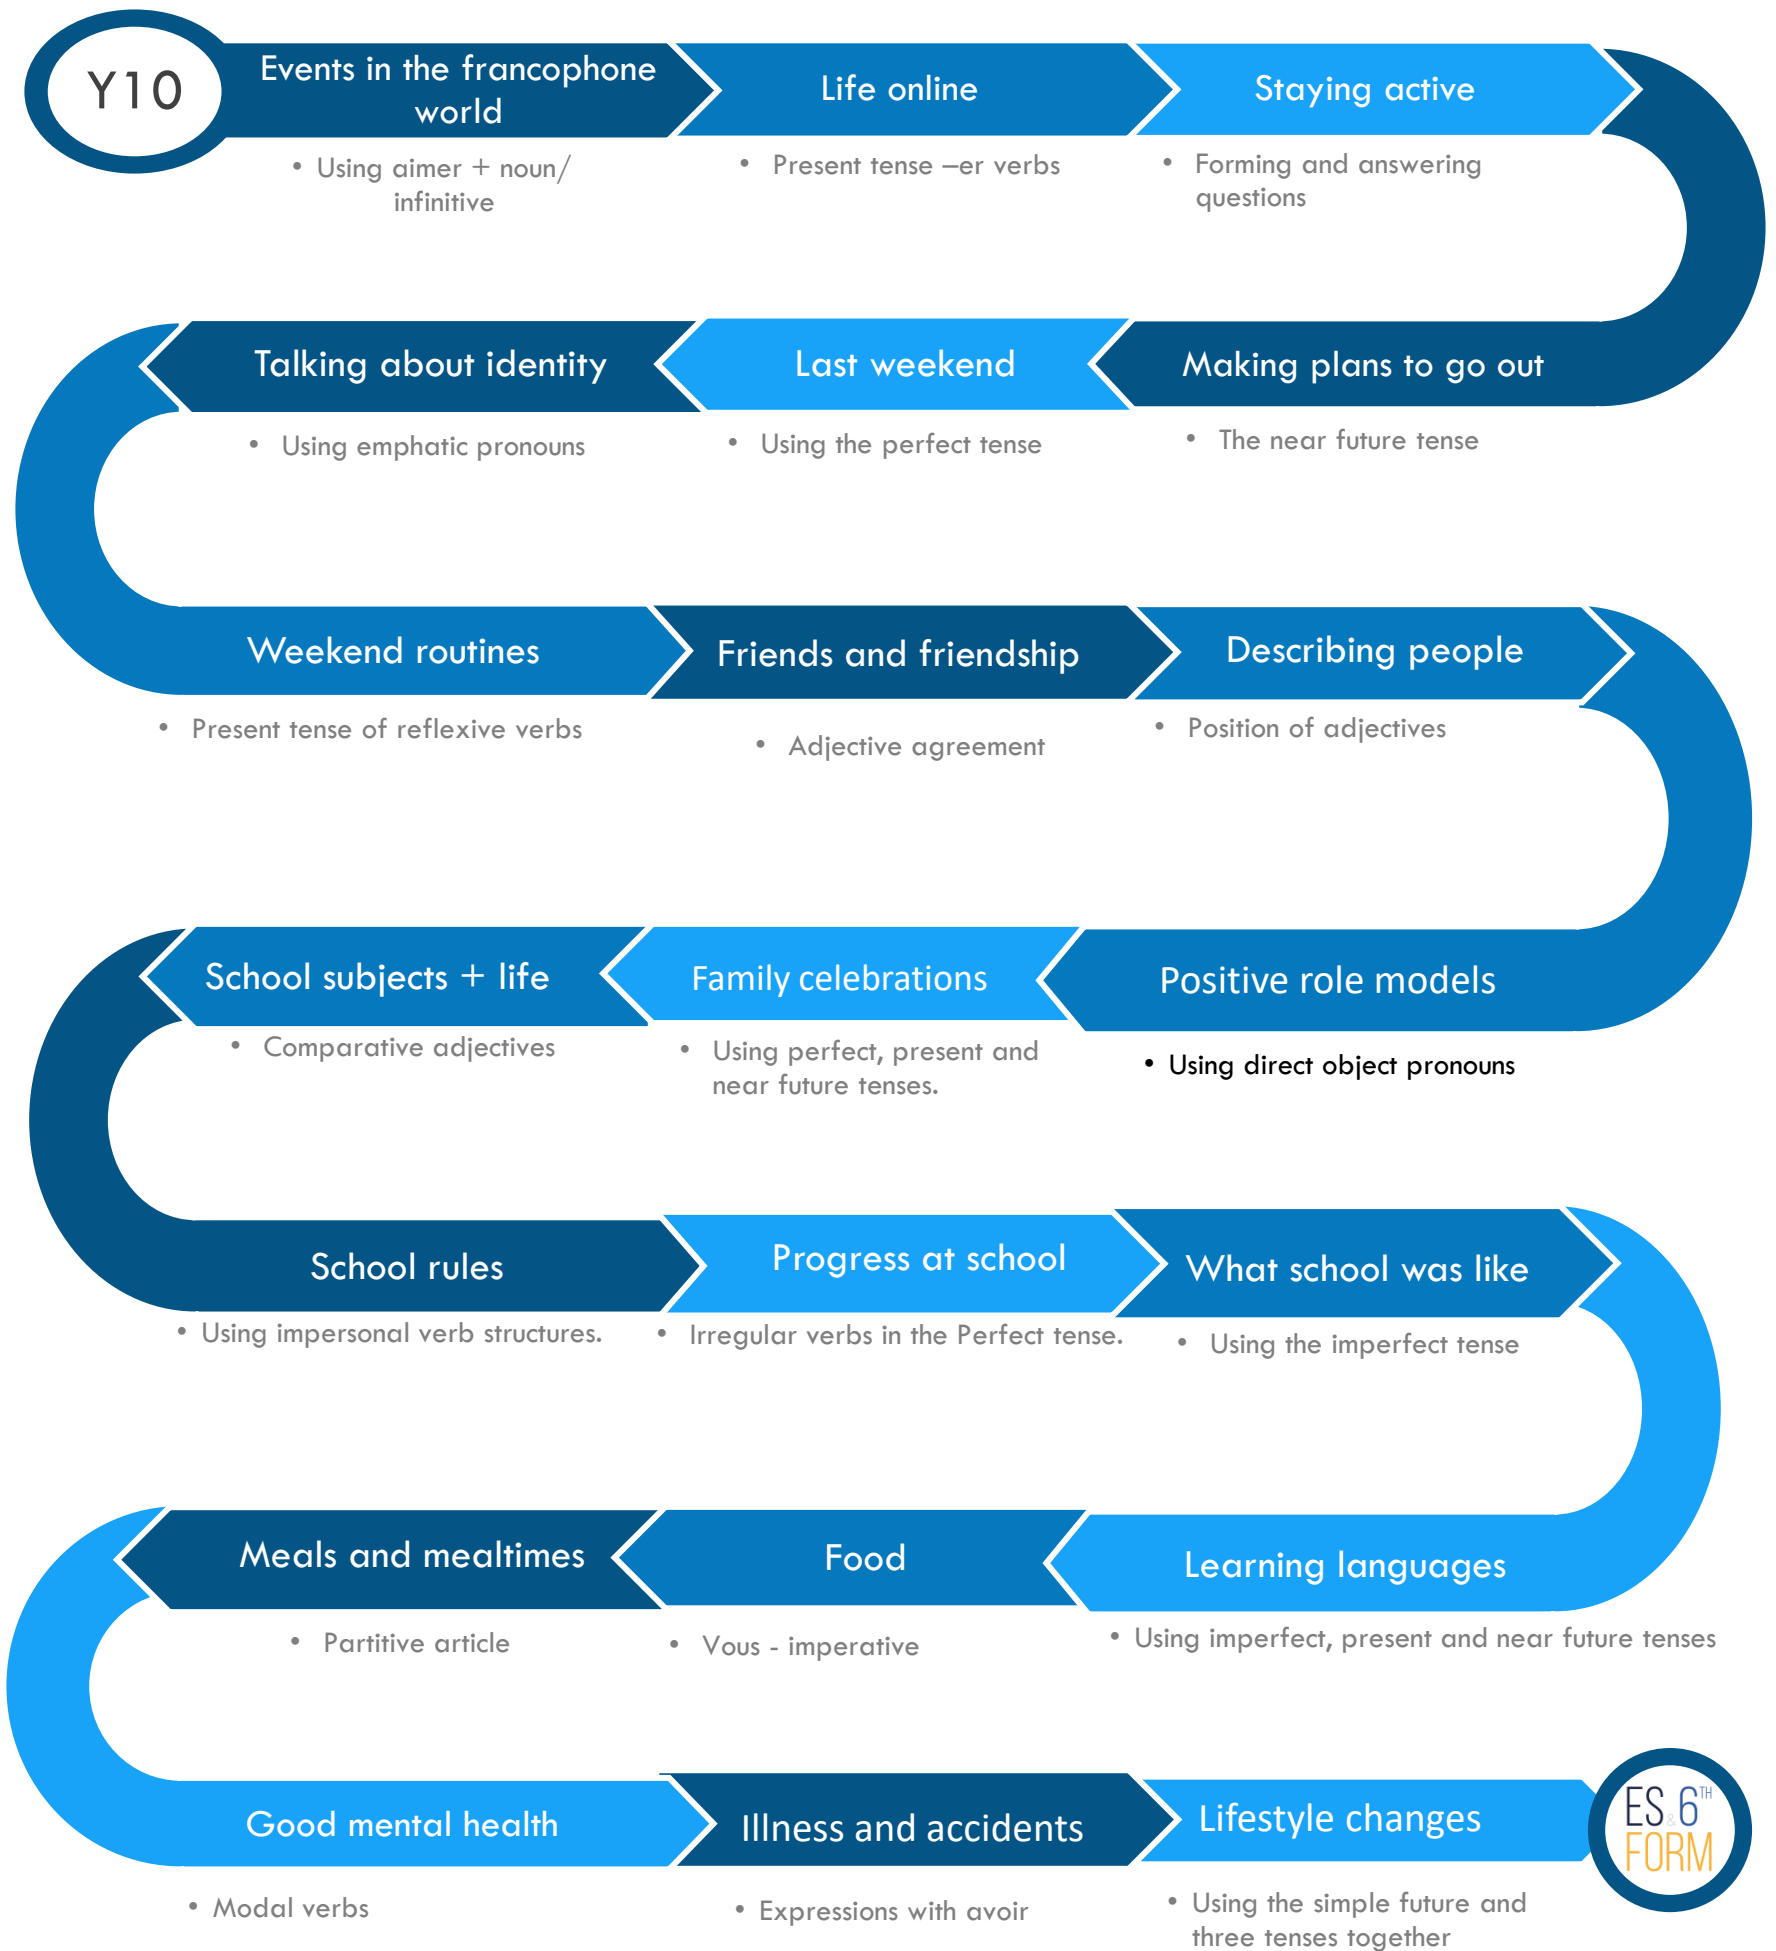 Y10
Events in the francophone
world
• Using aimer + noun/
infinitive
Life online
• Present tense –er verbs
Staying active
• Forming and answering
questions
Making plans to go out
• The near future tense
Last weekend
• Using the perfect tense
Talking about identity
• Using emphatic pronouns
Weekend routines
• Present tense of reflexive verbs
Friends and friendship
• Adjective agreement
Describing people
• Position of adjectives
Positive role models
• Using direct object pronouns
Family celebrations
• Using perfect, present and
near future tenses.
School subjects + life
• Comparative adjectives
School rules
• Using impersonal verb structures.
Progress at school
• Irregular verbs in the Perfect tense.
What school was like
• Using the imperfect tense
Learning languages
• Using imperfect, present and near future tenses
Food
• Vous - imperative
Meals and mealtimes
• Partitive article
Good mental health
• Modal verbs
Illness and accidents
• Expressions with avoir
Lifestyle changes
• Using the simple future and
three tenses together
ES & 6TH
FORM